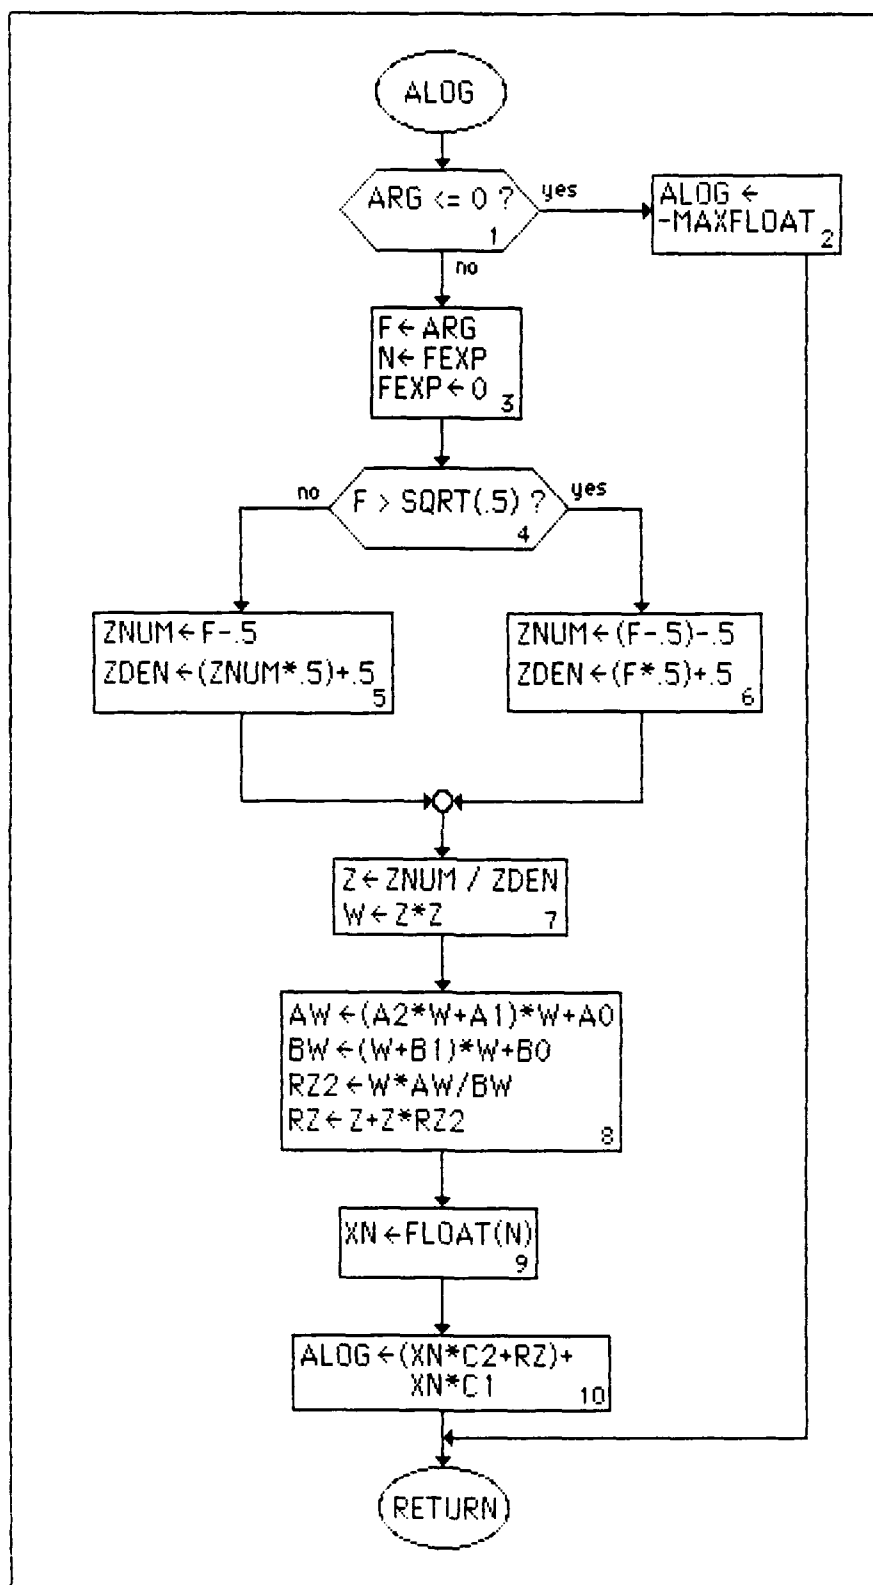 ALOG
ARG <= 0 ?
1
yes
no
ALOG ←
-MAXFLOAT
2
F ← ARG
N ← FEXP
FEXP ← 0
3
no
F > SQRT(.5) ?
4
yes
ZNUM ← F-.5
ZDEN ← (ZNUM*.5)+.5
5
ZNUM ← (F-.5)-.5
ZDEN ← (F*.5)+.5
6
Z ← ZNUM / ZDEN
W ← Z*Z
7
AW ← (A2*W+A1)*W+A0
BW ← (W+B1)*W+B0
RZ2 ← W*AW/BW
RZ ← Z+Z*RZ2
8
XN ← FLOAT(N)
9
ALOG ← (XN*C2+RZ)+
XN*C1
10
RETURN